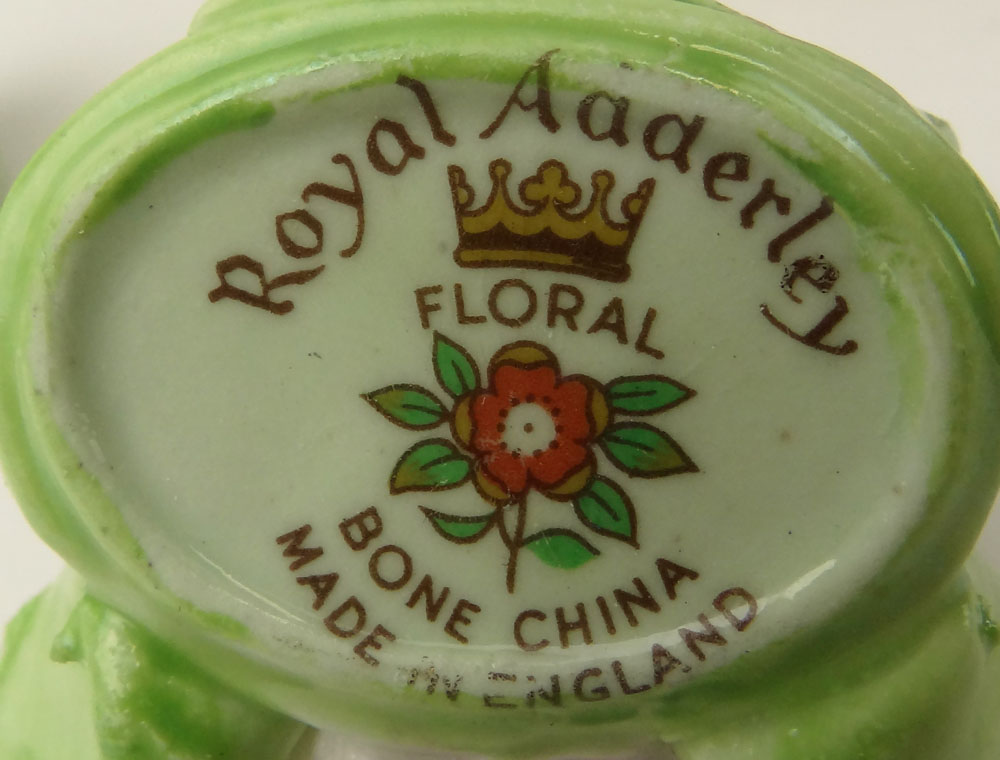 Royal Adderley
FLORAL
BONE CHINA
MADE IN ENGLAND